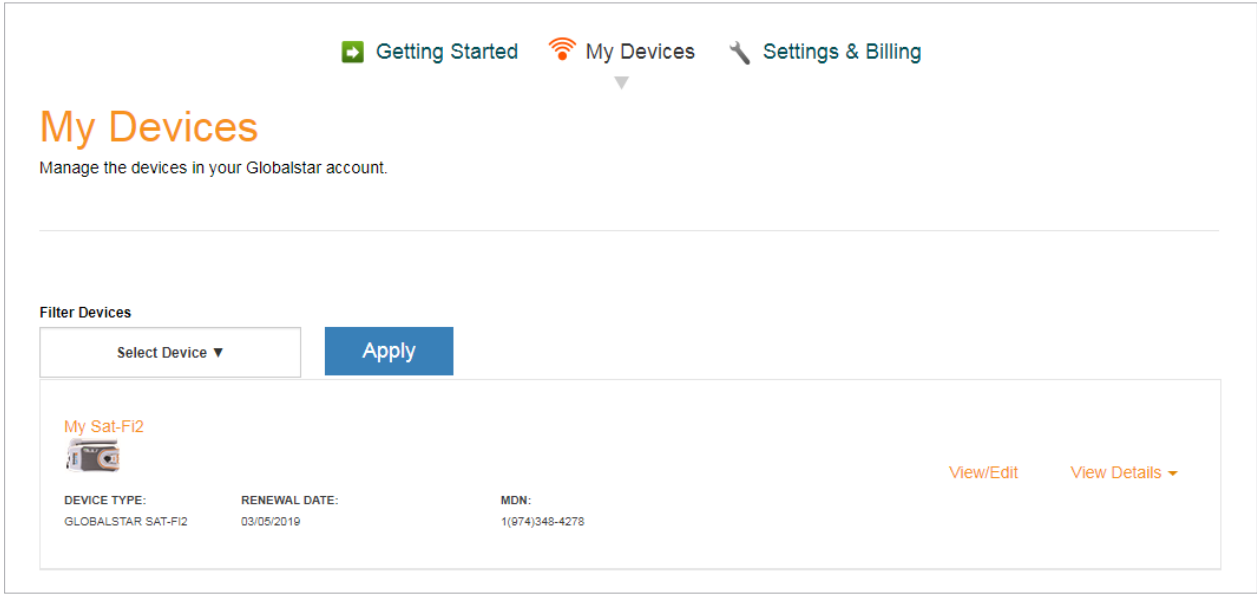 Getting Started My Devices Settings & Billing
My Devices
Manage the devices in your Globalstar account.
Filter Devices
Select Device ▼
Apply
My Sat-Fi2
View/Edit View Details
DEVICE TYPE: RENEWAL DATE: MDN:
GLOBALSTAR SAT-FI2 03/05/2019 1(974)348-4278